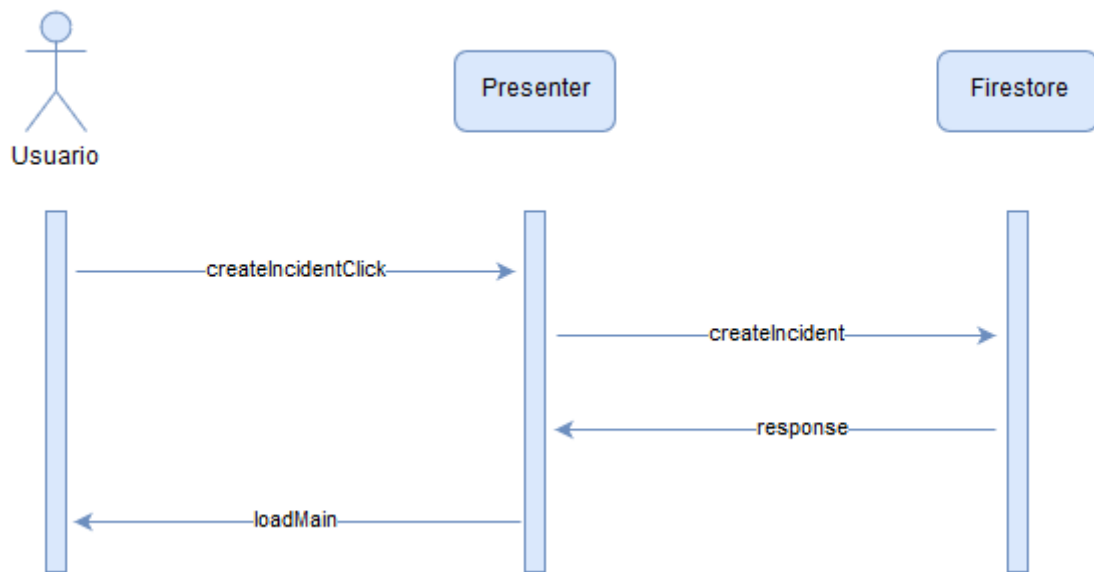 Presenter
Firestore
Usuario
createIncidentClick
createIncident
response
loadMain